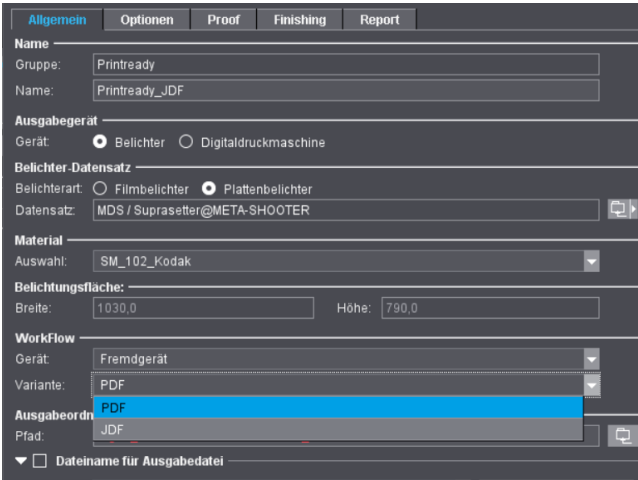 Allgemein Optionen Proof Finishing Report
Name
Gruppe: Printready
Name: Printready_JDF
Ausgabegerät
Gerät: Belichter Digitaldruckmaschine
Belichter-Datensatz
Belichterart: Filmbelichter Plattenbelichter
Datensatz: MDS / Suprasetter@META-SHOOTER
Material
Auswahl: SM_102_Kodak
Belichtungsfläche:
Breite: 1030,0 Höhe: 790,0
WorkFlow
Gerät: Fremdgerät
Variante: PDF
PDF
Ausgabeordn
JDF
Pfad:
Dateiname für Ausgabedatei